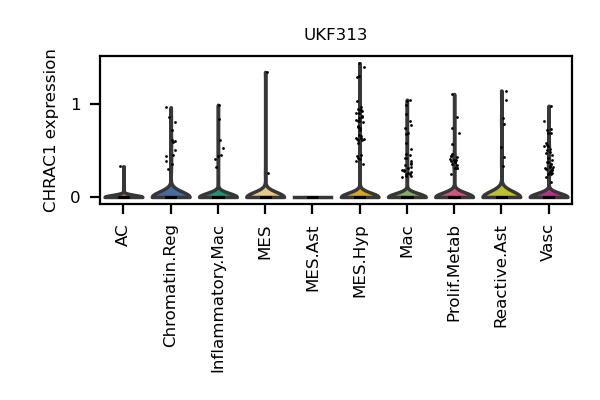 UKF313
CHRAC1 expression
1
0
AC
Chromatin.Reg
Inflammatory.Mac
MES
MES.Ast
MES.Hyp
Mac
Prolif.Metab
Reactive.Ast
Vasc